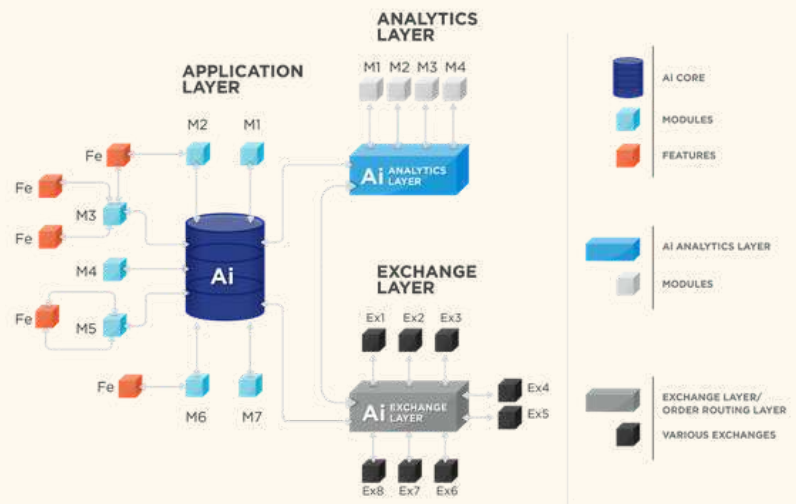 ANALYTICS
LAYER
M1 M2 M3 M4
APPLICATION
LAYER
M2 M1
Fe
Fe
M3
Fe
M4
Fe
M5
Fe
M6 M7
Ai
Ai ANALYTICS
LAYER
EXCHANGE
LAYER
Ex1 Ex2 Ex3
Ex4
Ex5
Ai EXCHANGE
LAYER
Ex8 Ex7 Ex6
Ai CORE
MODULES
FEATURES
Ai ANALYTICS LAYER
MODULES
EXCHANGE LAYER/
ORDER ROUTING LAYER
VARIOUS EXCHANGES